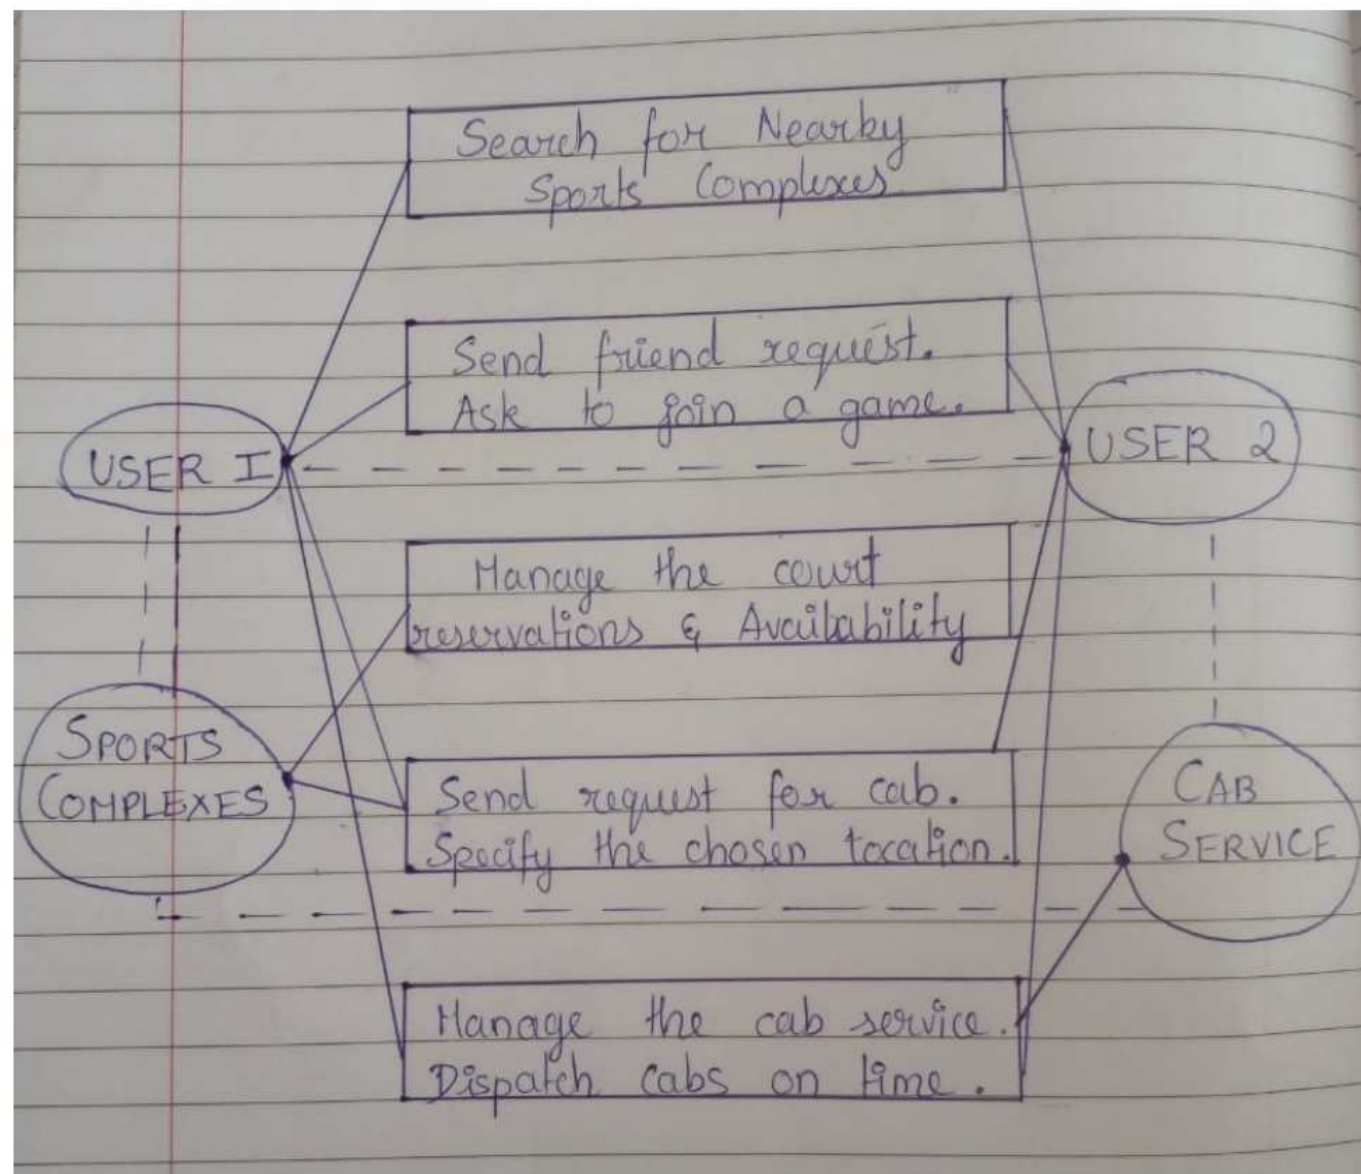 Search for Nearby
Sports Complexes
Send friend request.
Ask to join a game.
USER I
USER 2
Manage the court
reservations & Availability
SPORTS
COMPLEXES
Send request for cab.
Specify the chosen location.
CAB
SERVICE
Manage the cab service.
Dispatch cabs on time.